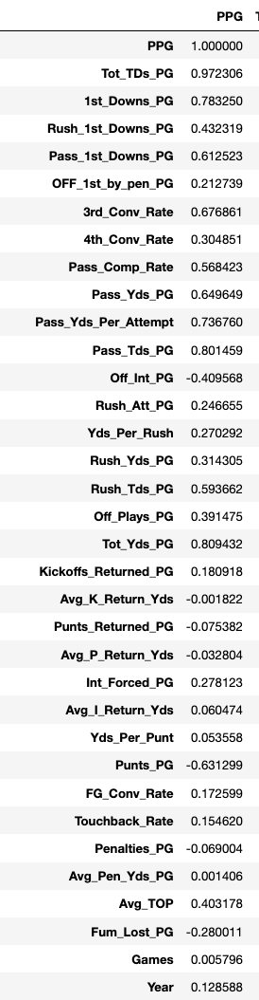 PPG
PPG 1.000000
Tot_TDs_PG 0.972306
1st_Downs_PG 0.783250
Rush_1st_Downs_PG 0.432319
Pass_1st_Downs_PG 0.612523
OFF_1st_by_pen_PG 0.212739
3rd_Conv_Rate 0.676861
4th_Conv_Rate 0.304851
Pass_Comp_Rate 0.568423
Pass_Yds_PG 0.649649
Pass_Yds_Per_Attempt 0.736760
Pass_Tds_PG 0.801459
Off_Int_PG -0.409568
Rush_Att_PG 0.246655
Yds_Per_Rush 0.270292
Rush_Yds_PG 0.314305
Rush_Tds_PG 0.593662
Off_Plays_PG 0.391475
Tot_Yds_PG 0.809432
Kickoffs_Returned_PG 0.180918
Avg_K_Return_Yds -0.001822
Punts_Returned_PG -0.075382
Avg_P_Return_Yds -0.032804
Int_Forced_PG 0.278123
Avg_I_Return_Yds 0.060474
Yds_Per_Punt 0.053558
Punts_PG -0.631299
FG_Conv_Rate 0.172599
Touchback_Rate 0.154620
Penalties_PG -0.069004
Avg_Pen_Yds_PG 0.001406
Avg_TOP 0.403178
Fum_Lost_PG -0.280011
Games 0.005796
Year 0.128588